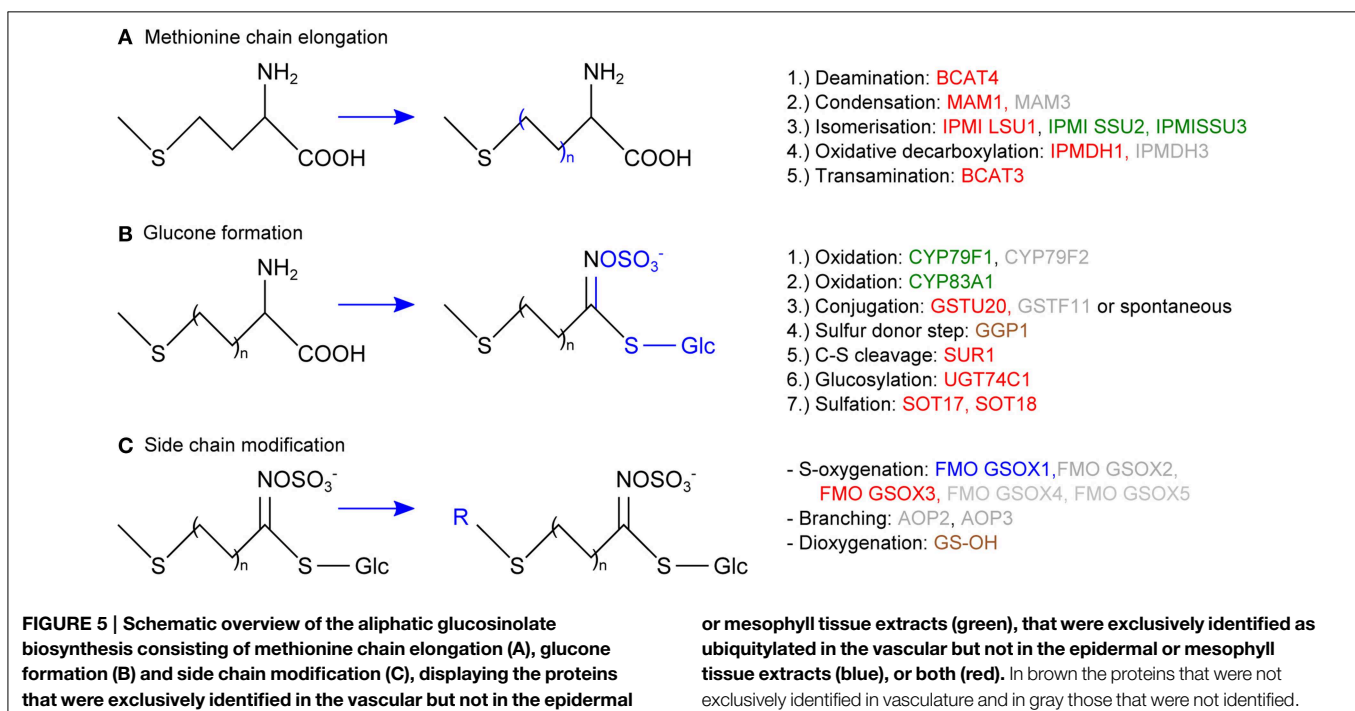 A Methionine chain elongation
NH2
S
COOH
NH2
S
( )n
COOH
1.) Deamination: BCAT4
2.) Condensation: MAM1, MAM3
3.) Isomerisation: IPMI LSU1, IPMI SSU2, IPMISSU3
4.) Oxidative decarboxylation: IPMDH1, IPMDH3
5.) Transamination: BCAT3
B Glucone formation
NH2
S
( )n
COOH
NOSO3-
S
( )n
S—Glc
1.) Oxidation: CYP79F1, CYP79F2
2.) Oxidation: CYP83A1
3.) Conjugation: GSTU20, GSTF11 or spontaneous
4.) Sulfur donor step: GGP1
5.) C-S cleavage: SUR1
6.) Glucosylation: UGT74C1
7.) Sulfation: SOT17, SOT18
C Side chain modification
NOSO3-
S
( )n
S—Glc
NOSO3-
R
S
( )n
S—Glc
- S-oxygenation: FMO GSOX1,FMO GSOX2,
FMO GSOX3, FMO GSOX4, FMO GSOX5
- Branching: AOP2, AOP3
- Dioxygenation: GS-OH
FIGURE 5 | Schematic overview of the aliphatic glucosinolate
biosynthesis consisting of methionine chain elongation (A), glucone
formation (B) and side chain modification (C), displaying the proteins
that were exclusively identified in the vascular but not in the epidermal
or mesophyll tissue extracts (green), that were exclusively identified as
ubiquitylated in the vascular but not in the epidermal or mesophyll
tissue extracts (blue), or both (red). In brown the proteins that were not
exclusively identified in vasculature and in gray those that were not identified.